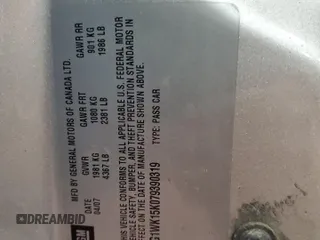 GM
MFD BY GENERAL MOTORS OF CANADA LTD.
DATE GVWR GAWR FRT GAWR RR
04/07 1981 KG 1080 KG 901 KG
4367 LB 2381 LB 1986 LB
THIS VEHICLE CONFORMS TO ALL APPLICABLE U.S. FEDERAL MOTOR
VEHICLE SAFETY, BUMPER, AND THEFT PREVENTION STANDARDS IN
EFFECT ON THE DATE OF MANUFACTURE SHOWN ABOVE.
G1WK15K079390319 TYPE: PASS CAR
DREAMBID